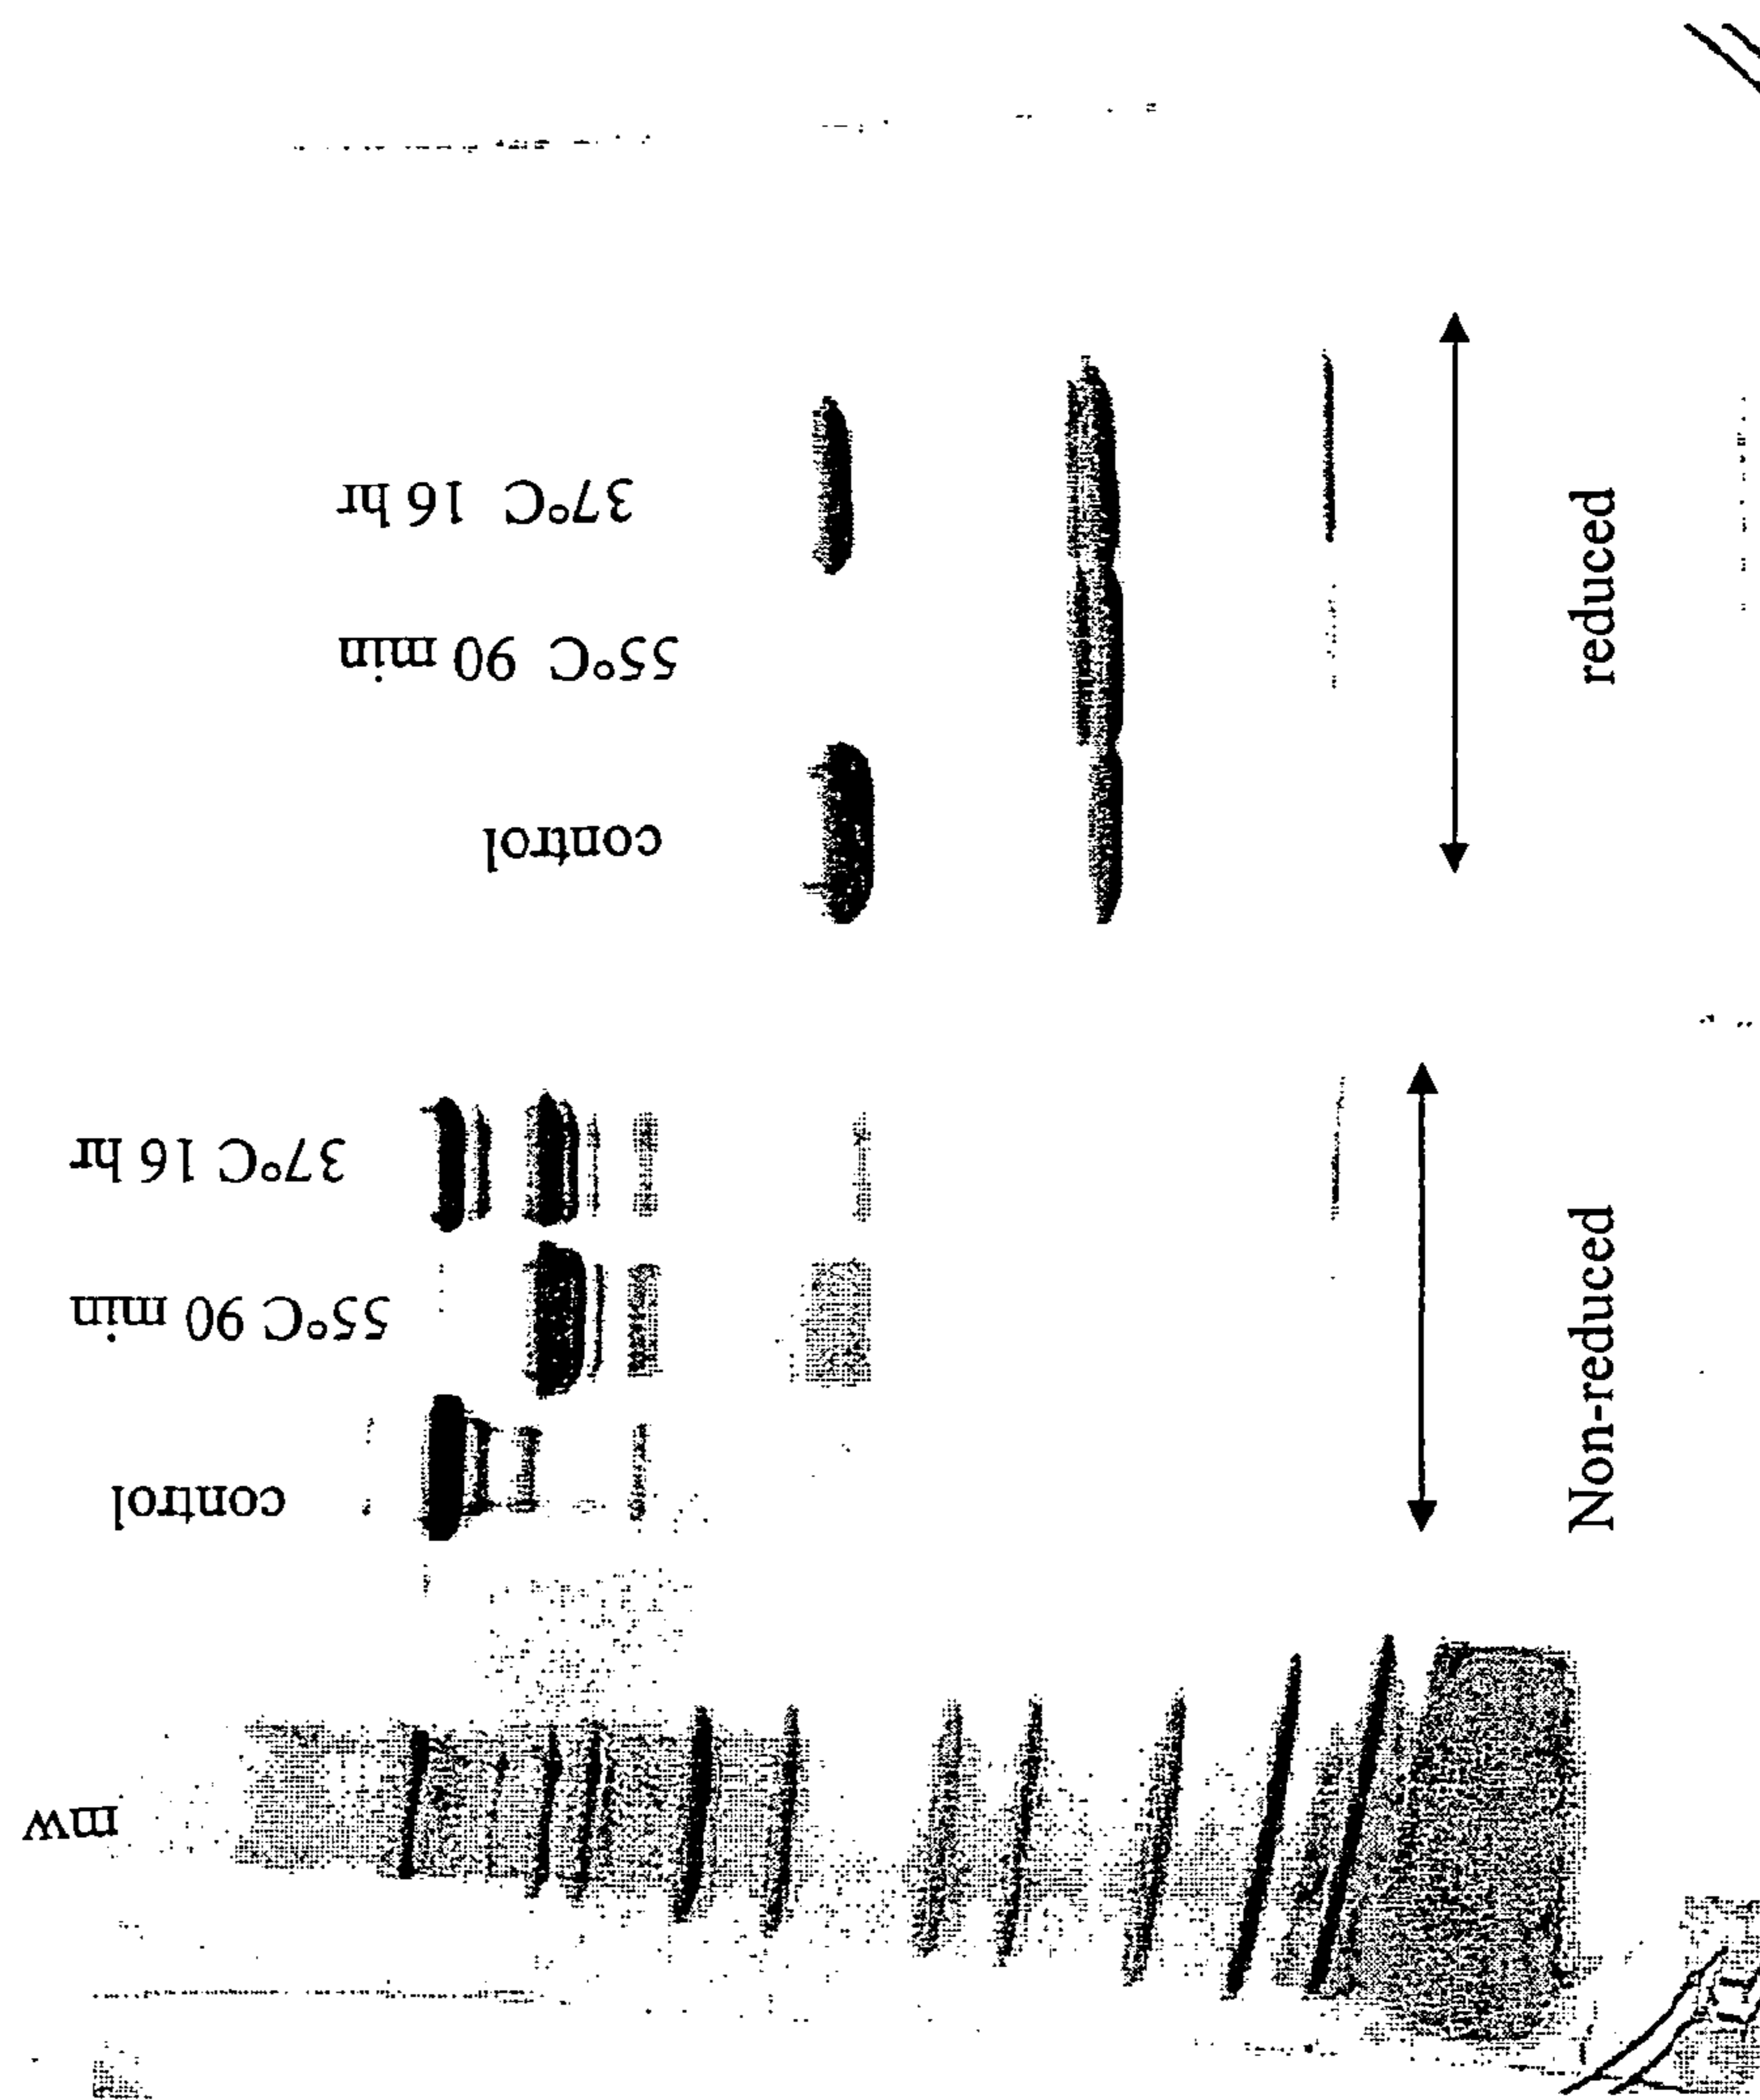 37°C 16 hr
55°C 90 min
control
reduced
37°C 16 hr
55°C 90 min
control
Non-reduced
mw